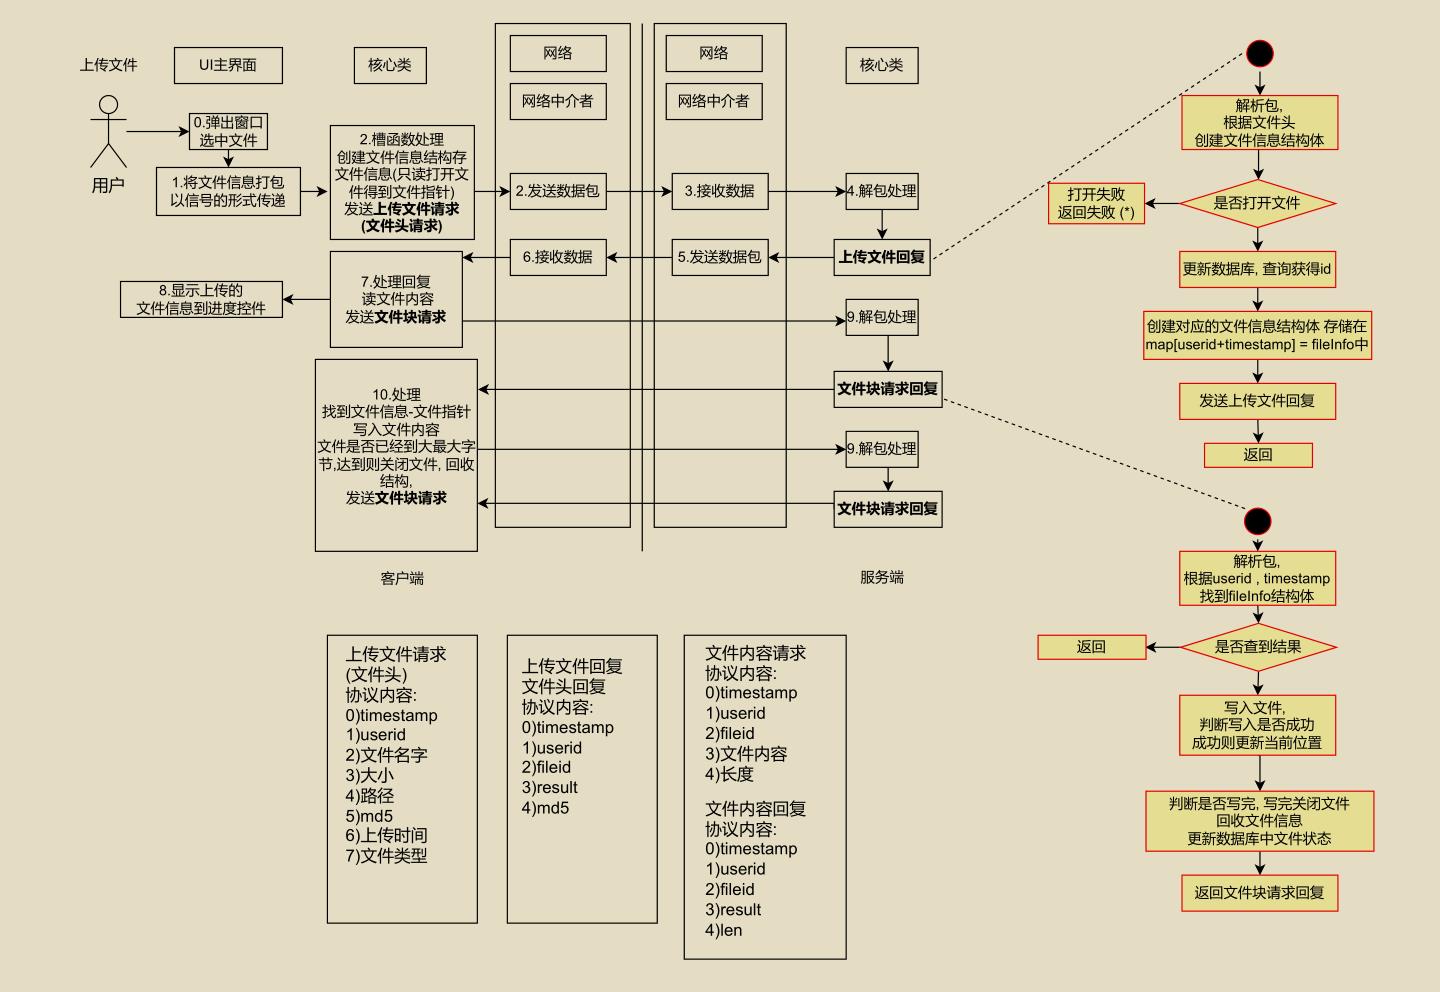 上传文件
UI主界面
核心类
网络
网络
核心类
网络中介者
网络中介者
0.弹出窗口
选中文件
用户
1.将文件信息打包
以信号的形式传递
2.槽函数处理
创建文件信息结构存
文件信息(只读打开文
件得到文件指针)
发送上传文件请求
(文件头请求)
2.发送数据包
3.接收数据
4.解包处理
上传文件回复
5.发送数据包
6.接收数据
7.处理回复
读文件内容
发送文件块请求
8.显示上传的
文件信息到进度控件
9.解包处理
文件块请求回复
10.处理
找到文件信息-文件指针
写入文件内容
文件是否已经到大最大字
节,达到则关闭文件, 回收
结构,
发送文件块请求
9.解包处理
文件块请求回复
客户端
服务端
上传文件请求
(文件头)
协议内容:
0)timestamp
1)userid
2)文件名字
3)大小
4)路径
5)md5
6)上传时间
7)文件类型
上传文件回复
文件头回复
协议内容:
0)timestamp
1)userid
2)fileid
3)result
4)md5
文件内容请求
协议内容:
0)timestamp
1)userid
2)fileid
3)文件内容
4)长度
文件内容回复
协议内容:
0)timestamp
1)userid
2)fileid
3)result
4)len
解析包,
根据文件头
创建文件信息结构体
是否打开文件
打开失败
返回失败 (*)
更新数据库, 查询获得id
创建对应的文件信息结构体 存储在
map[userid+timestamp] = fileInfo中
发送上传文件回复
返回
解析包,
根据userid , timestamp
找到fileInfo结构体
是否查到结果
返回
写入文件,
判断写入是否成功
成功则更新当前位置
判断是否写完, 写完关闭文件
回收文件信息
更新数据库中文件状态
返回文件块请求回复